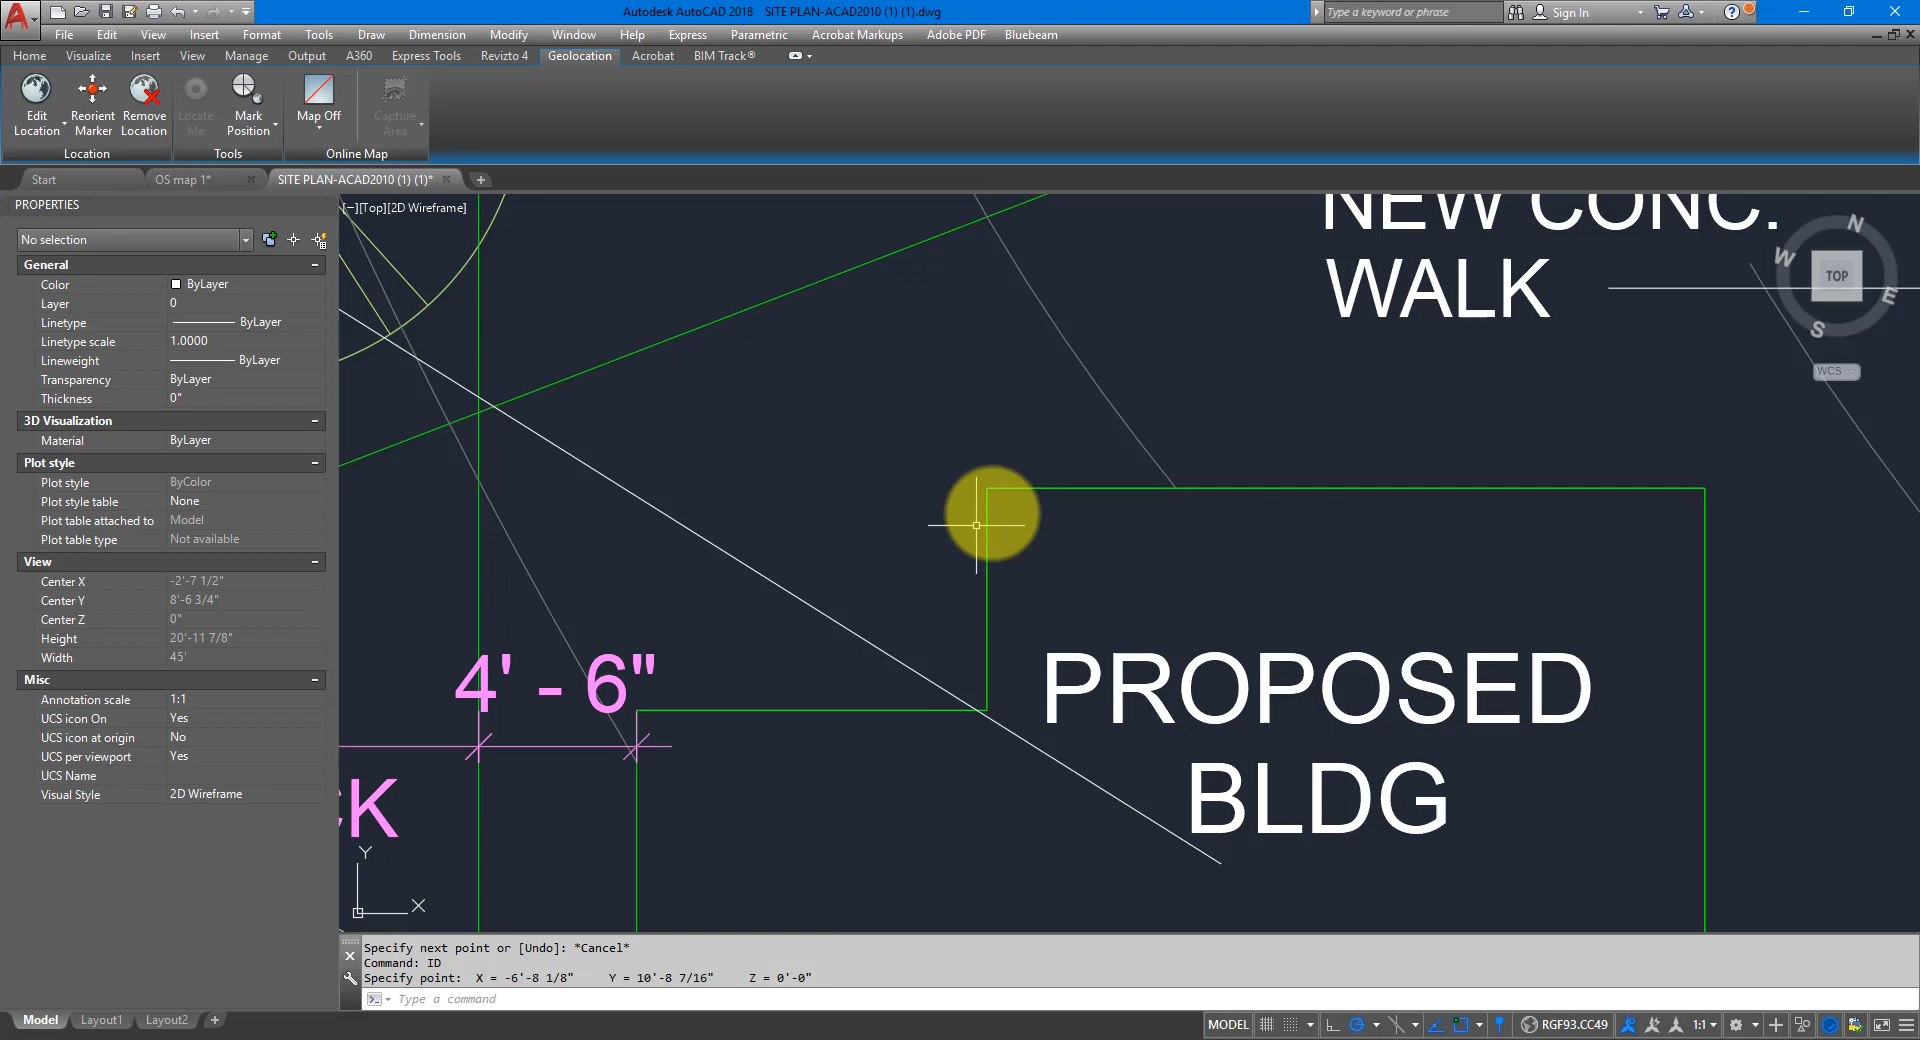 Autodesk AutoCAD 2018 SITE PLAN-ACAD2010 (1) (1).dwg
Type a keyword or phrase
Sign In
File Edit View Insert Format Tools Draw Dimension Modify Window Help Express Parametric Acrobat Markups Adobe PDF Bluebeam
Home Visualize Insert View Manage Output A360 Express Tools Revizto 4 Geolocation Acrobat BIM Track®
Edit Location
Reorient Marker
Remove Location
Locate Me
Mark Position
Map Off
Capture Area
Location Tools Online Map
Start OS map 1* SITE PLAN-ACAD2010 (1) (1)*
PROPERTIES
No selection
General
Color ByLayer
Layer 0
Linetype ByLayer
Linetype scale 1.0000
Lineweight ByLayer
Transparency ByLayer
Thickness 0"
3D Visualization
Material ByLayer
Plot style
Plot style ByColor
Plot style table None
Plot table attached to Model
Plot table type Not available
View
Center X -2'-7 1/2"
Center Y 8'-6 3/4"
Center Z 0"
Height 20'-11 7/8"
Width 45'
Misc
Annotation scale 1:1
UCS icon On Yes
UCS icon at origin No
UCS per viewport Yes
UCS Name
Visual Style 2D Wireframe
[−][Top][2D Wireframe]
NEW CONC.
WALK
N
W
TOP
E
S
WCS
4' - 6"
PROPOSED
BLDG
CK
Y
X
Specify next point or [Undo]: *Cancel*
Command: ID
Specify point: X = -6'-8 1/8" Y = 10'-8 7/16" Z = 0'-0"
Type a command
Model Layout1 Layout2
MODEL RGF93.CC49 1:1